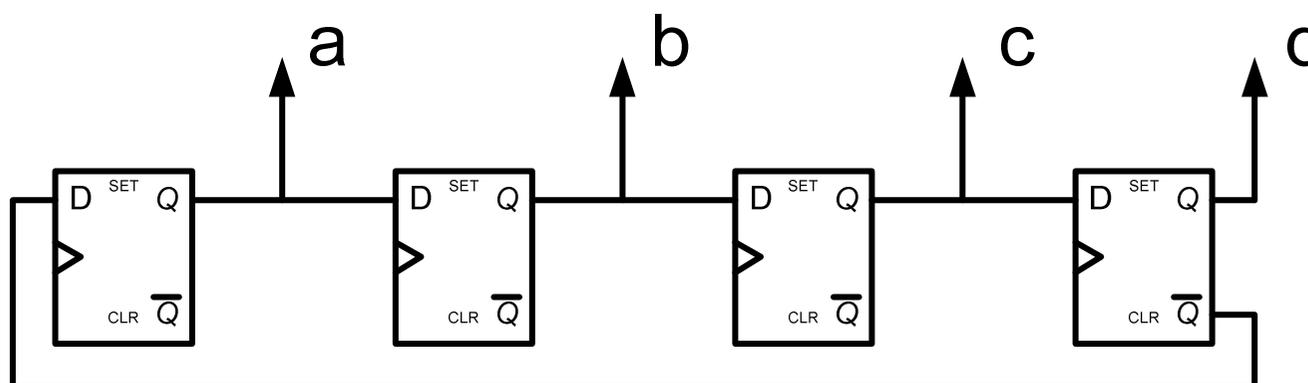 a b c
SET SET SET SET
D Q D Q D Q D Q
CLR Q̅ CLR Q̅ CLR Q̅ CLR Q̅